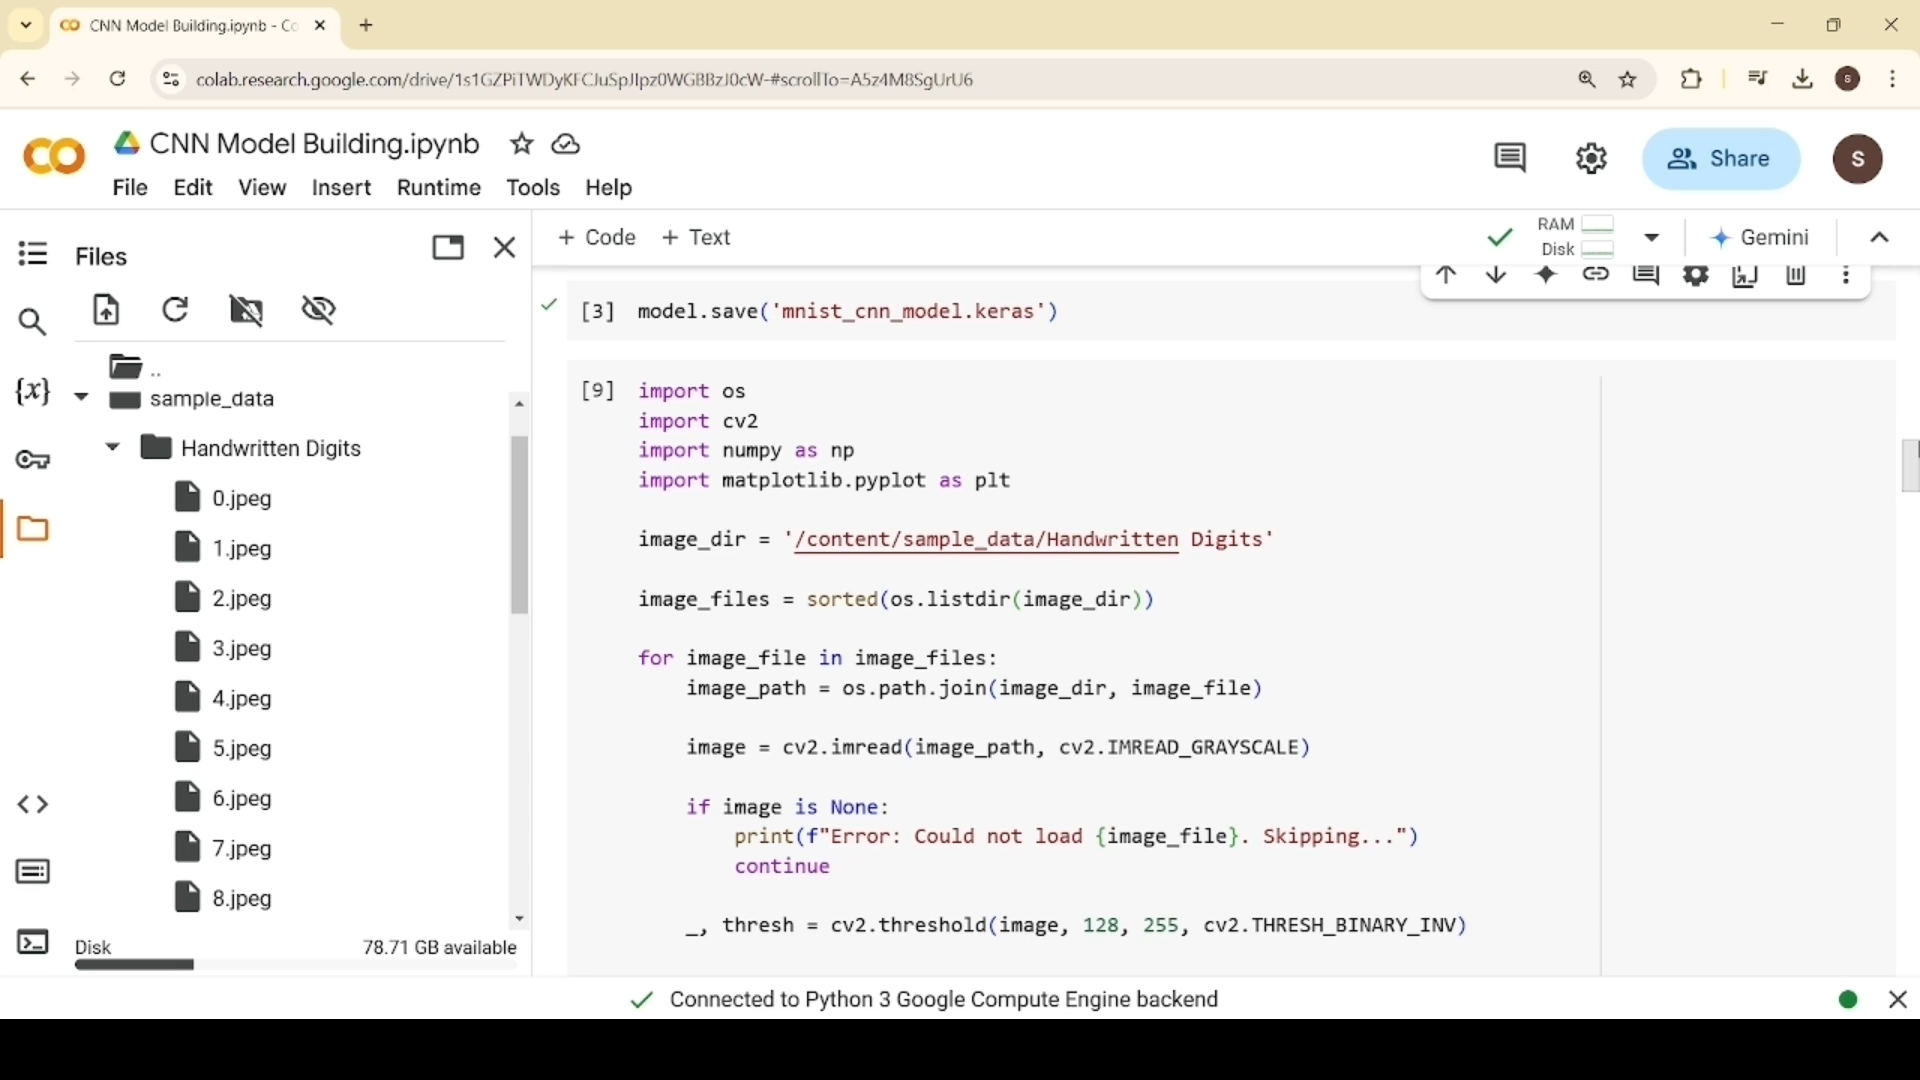 CNN Model Building.ipynb - Co
colab.research.google.com/drive/1s1GZPiTWDyKFCJuSpJIpz0WGBBzJ0cW-#scrollTo=A5z4M8SgUrU6
S
CNN Model Building.ipynb
File Edit View Insert Runtime Tools Help
Share
S
Files
+ Code + Text
RAM
Disk
Gemini
..
sample_data
Handwritten Digits
0.jpeg
1.jpeg
2.jpeg
3.jpeg
4.jpeg
5.jpeg
6.jpeg
7.jpeg
8.jpeg
Disk 78.71 GB available
[3] model.save('mnist_cnn_model.keras')
[9] import os
import cv2
import numpy as np
import matplotlib.pyplot as plt
image_dir = '/content/sample_data/Handwritten Digits'
image_files = sorted(os.listdir(image_dir))
for image_file in image_files:
image_path = os.path.join(image_dir, image_file)
image = cv2.imread(image_path, cv2.IMREAD_GRAYSCALE)
if image is None:
print(f"Error: Could not load {image_file}. Skipping...")
continue
_, thresh = cv2.threshold(image, 128, 255, cv2.THRESH_BINARY_INV)
Connected to Python 3 Google Compute Engine backend